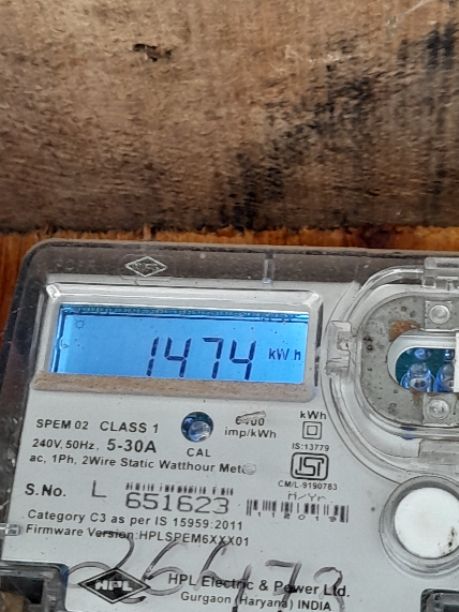 1474 kWh
SPEM 02 CLASS 1
240V, 50Hz., 5-30A
ac, 1Ph, 2Wire Static Watthour Meter
CAL
imp/kWh
kWh
IS:13779
CM/L-9190783
S.No. L 651623
M/Yr
Category C3 as per IS 15959:2011
Firmware Version:HPLSPEM6XXX01
HPL
HPL Electric & Power Ltd.
Gurgaon (Haryana) INDIA